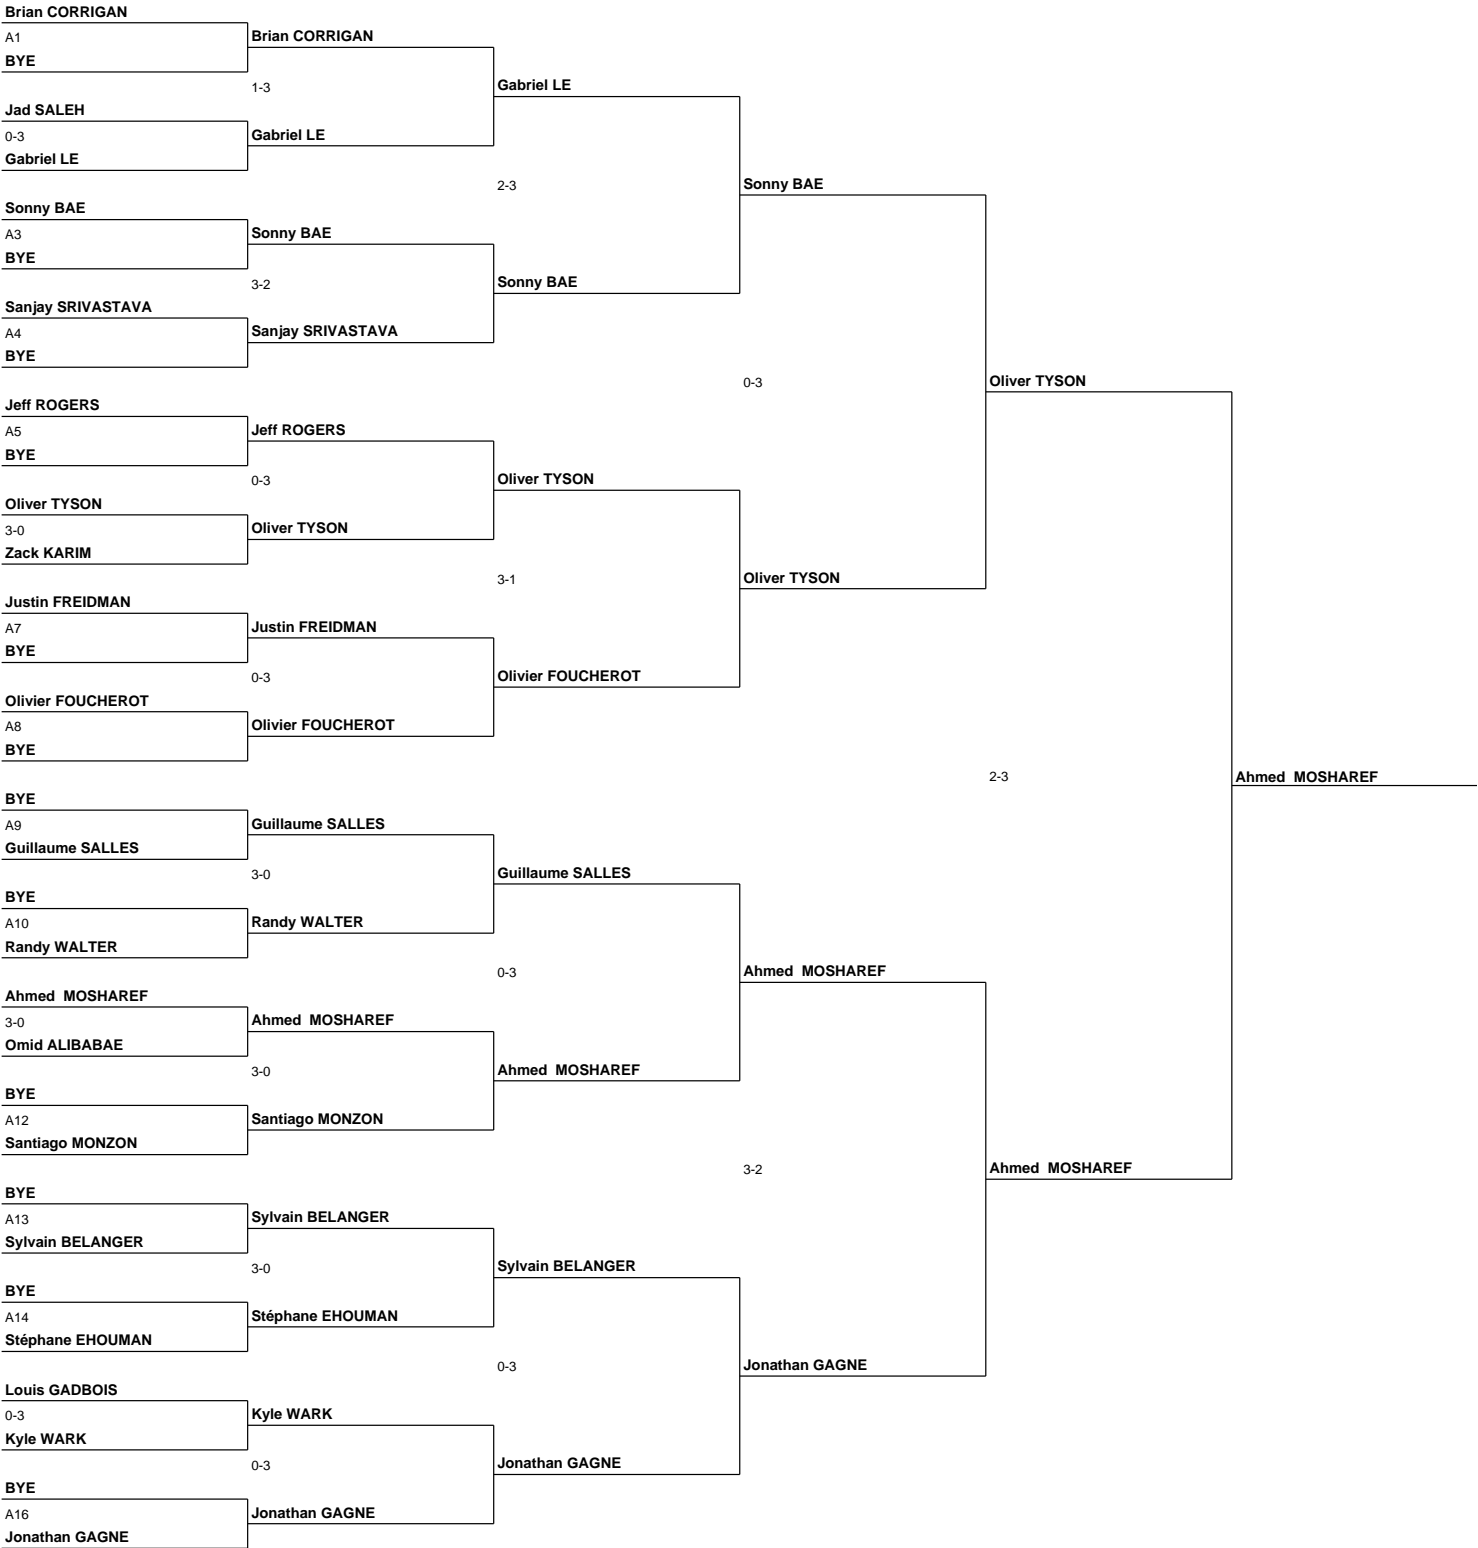 Brian CORRIGAN
A1
BYE
Jad SALEH
0-3
Gabriel LE
Sonny BAE
A3
BYE
Sanjay SRIVASTAVA
A4
BYE
Jeff ROGERS
A5
BYE
Oliver TYSON
3-0
Zack KARIM
Justin FREIDMAN
A7
BYE
Olivier FOUCHEROT
A8
BYE
BYE
A9
Guillaume SALLES
BYE
A10
Randy WALTER
Ahmed MOSHAREF
3-0
Omid ALIBABAE
BYE
A12
Santiago MONZON
BYE
A13
Sylvain BELANGER
BYE
A14
Stéphane EHOUMAN
Louis GADBOIS
0-3
Kyle WARK
BYE
A16
Jonathan GAGNE
Brian CORRIGAN
1-3
Gabriel LE
Sonny BAE
3-2
Sanjay SRIVASTAVA
Jeff ROGERS
0-3
Oliver TYSON
Justin FREIDMAN
0-3
Olivier FOUCHEROT
Guillaume SALLES
3-0
Randy WALTER
Ahmed MOSHAREF
3-0
Santiago MONZON
Sylvain BELANGER
3-0
Stéphane EHOUMAN
Kyle WARK
0-3
Jonathan GAGNE
Gabriel LE
2-3
Sonny BAE
Oliver TYSON
3-1
Olivier FOUCHEROT
Guillaume SALLES
0-3
Ahmed MOSHAREF
Sylvain BELANGER
0-3
Jonathan GAGNE
Sonny BAE
0-3
Oliver TYSON
Ahmed MOSHAREF
3-2
Jonathan GAGNE
Oliver TYSON
2-3
Ahmed MOSHAREF
Ahmed MOSHAREF